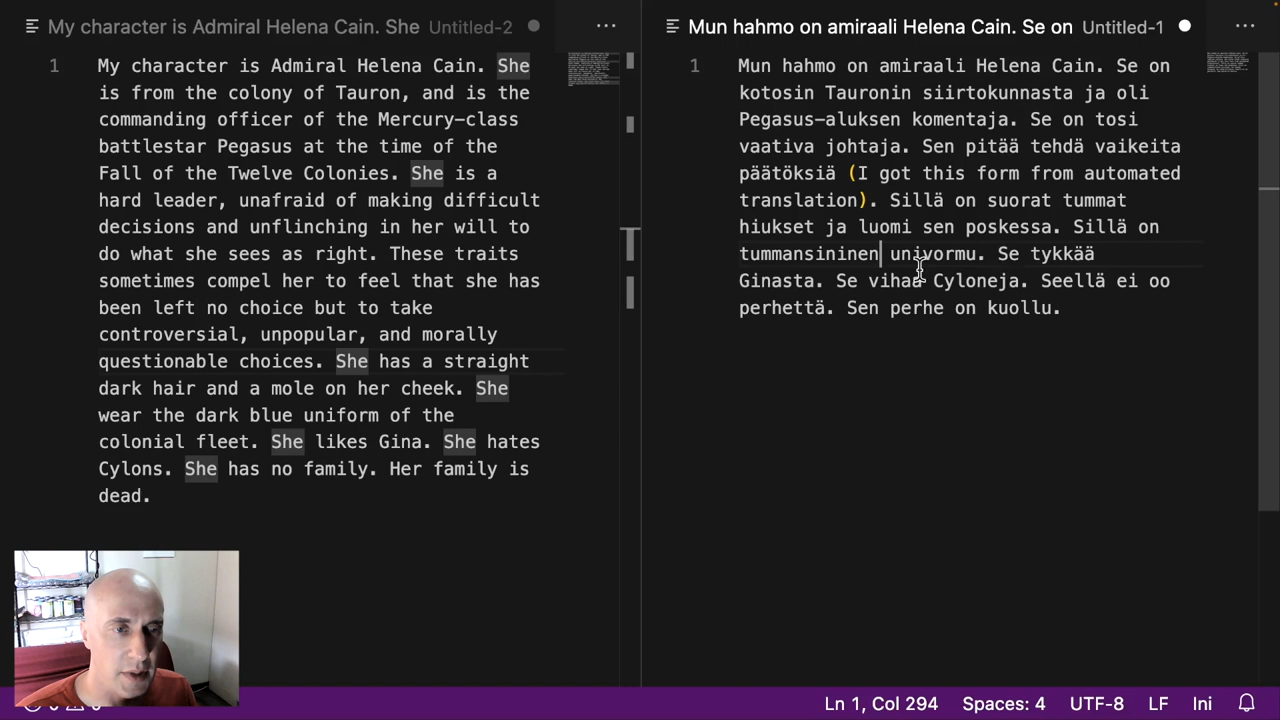 My character is Admiral Helena Cain. She Untitled-2
Mun hahmo on amiraali Helena Cain. Se on Untitled-1
1 My character is Admiral Helena Cain. She
is from the colony of Tauron, and is the
commanding officer of the Mercury-class
battlestar Pegasus at the time of the
Fall of the Twelve Colonies. She is a
hard leader, unafraid of making difficult
decisions and unflinching in her will to
do what she sees as right. These traits
sometimes compel her to feel that she has
been left no choice but to take
controversial, unpopular, and morally
questionable choices. She has a straight
dark hair and a mole on her cheek. She
wear the dark blue uniform of the
colonial fleet. She likes Gina. She hates
Cylons. She has no family. Her family is
dead.
1 Mun hahmo on amiraali Helena Cain. Se on
kotosin Tauronin siirtokunnasta ja oli
Pegasus-aluksen komentaja. Se on tosi
vaativa johtaja. Sen pitää tehdä vaikeita
päätöksiä (I got this form from automated
translation). Sillä on suorat tummat
hiukset ja luomi sen poskessa. Sillä on
tummansininen univormu. Se tykkää
Ginasta. Se vihaa Cyloneja. Seellä ei oo
perhettä. Sen perhe on kuollu.
Ln 1, Col 294 Spaces: 4 UTF-8 LF Ini